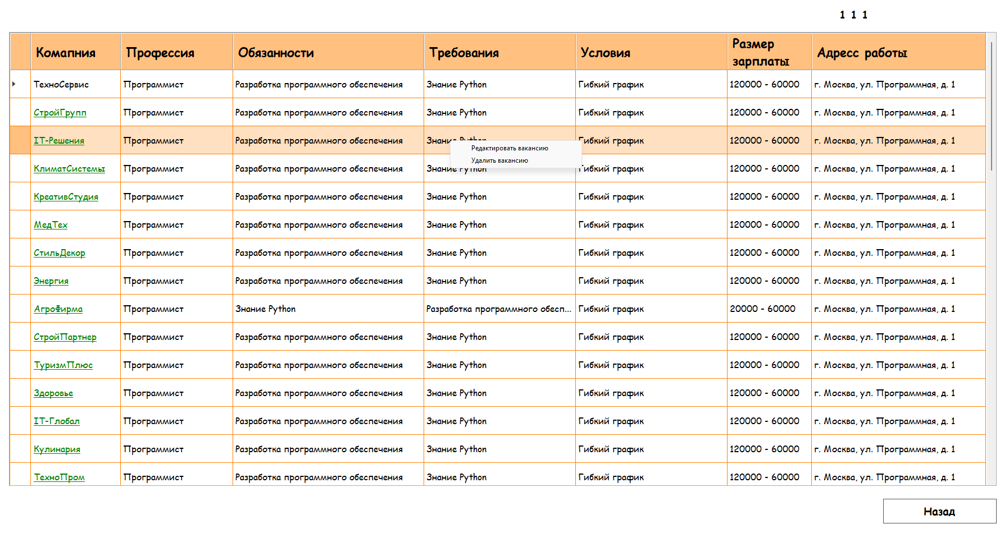 1 1 1
Комапния Профессия Обязанности Требования Условия Размер зарплаты Адресс работы
ТехноСервис Программист Разработка программного обеспечения Знание Python Гибкий график 120000 - 60000 г. Москва, ул. Программная, д. 1
СтройГрупп Программист Разработка программного обеспечения Знание Python Гибкий график 120000 - 60000 г. Москва, ул. Программная, д. 1
IT-Решения Программист Разработка программного обеспечения Знание Python Гибкий график 120000 - 60000 г. Москва, ул. Программная, д. 1
Редактировать вакансию
Удалить вакансию
КлиматСистемы Программист Разработка программного обеспечения Знание Python Гибкий график 120000 - 60000 г. Москва, ул. Программная, д. 1
КреативСтудия Программист Разработка программного обеспечения Знание Python Гибкий график 120000 - 60000 г. Москва, ул. Программная, д. 1
МедТех Программист Разработка программного обеспечения Знание Python Гибкий график 120000 - 60000 г. Москва, ул. Программная, д. 1
СтильДекор Программист Разработка программного обеспечения Знание Python Гибкий график 120000 - 60000 г. Москва, ул. Программная, д. 1
Энергия Программист Разработка программного обеспечения Знание Python Гибкий график 120000 - 60000 г. Москва, ул. Программная, д. 1
АгроФирма Программист Знание Python Разработка программного обесп... Гибкий график 20000 - 60000 г. Москва, ул. Программная, д. 1
СтройПартнер Программист Разработка программного обеспечения Знание Python Гибкий график 120000 - 60000 г. Москва, ул. Программная, д. 1
ТуризмПлюс Программист Разработка программного обеспечения Знание Python Гибкий график 120000 - 60000 г. Москва, ул. Программная, д. 1
Здоровье Программист Разработка программного обеспечения Знание Python Гибкий график 120000 - 60000 г. Москва, ул. Программная, д. 1
IT-Глобал Программист Разработка программного обеспечения Знание Python Гибкий график 120000 - 60000 г. Москва, ул. Программная, д. 1
Кулинария Программист Разработка программного обеспечения Знание Python Гибкий график 120000 - 60000 г. Москва, ул. Программная, д. 1
ТехноПром Программист Разработка программного обеспечения Знание Python Гибкий график 120000 - 60000 г. Москва, ул. Программная, д. 1
Назад